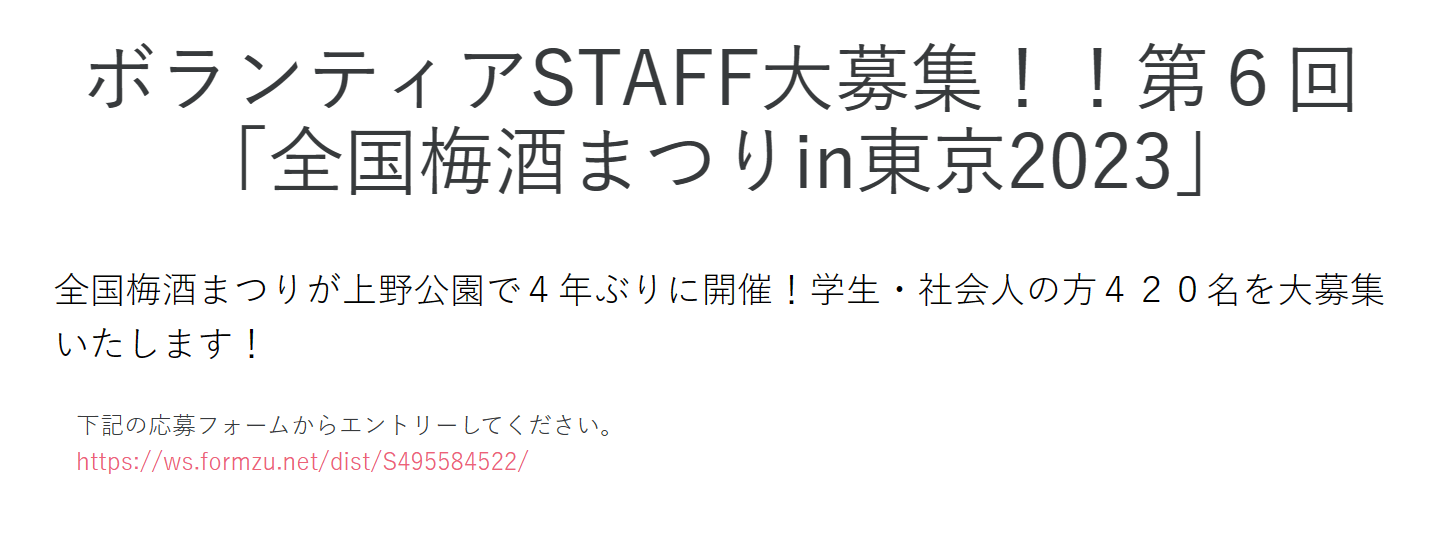 ボランティアSTAFF大募集！！第６回
「全国梅酒まつりin東京2023」
全国梅酒まつりが上野公園で４年ぶりに開催！学生・社会人の方４２０名を大募集
いたします！
下記の応募フォームからエントリーしてください。
https://ws.formzu.net/dist/S495584522/